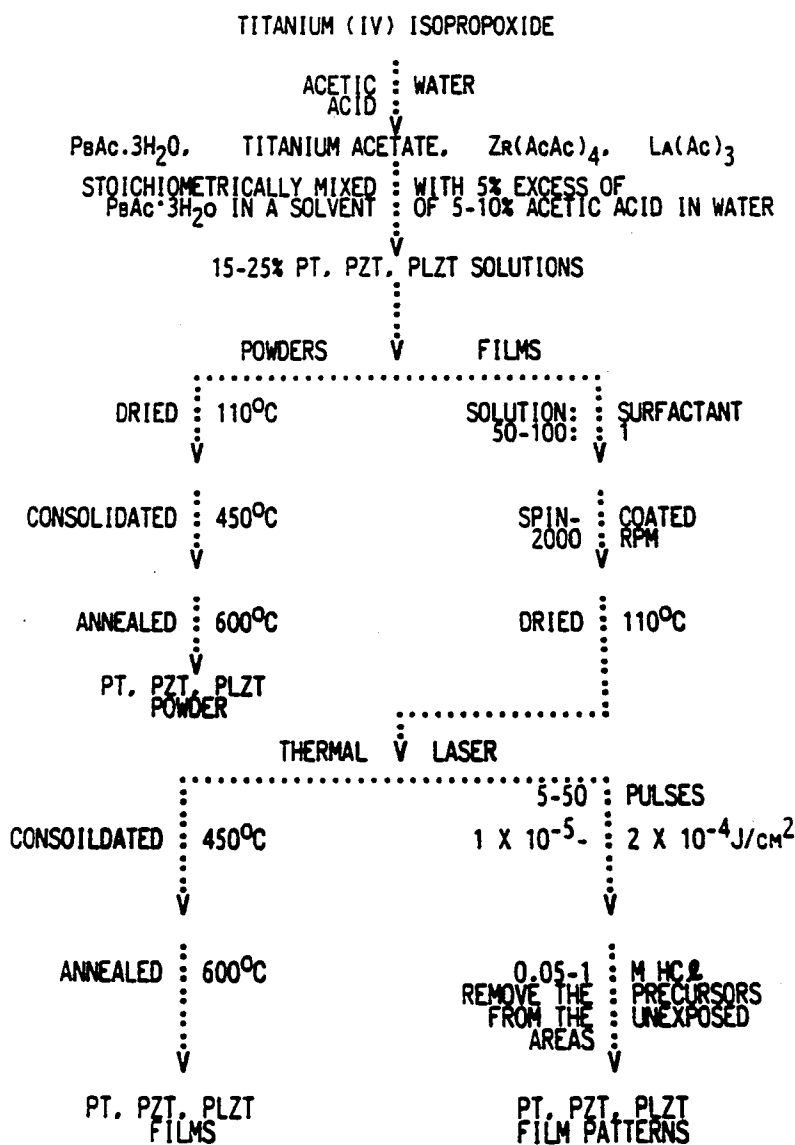 TITANIUM (IV) ISOPROPOXIDE
ACETIC WATER
ACID
PBAC.3H2O, TITANIUM ACETATE, ZR(ACAC)4, LA(AC)3
STOICHIOMETRICALLY MIXED WITH 5% EXCESS OF
PBAC·3H2O IN A SOLVENT OF 5-10% ACETIC ACID IN WATER
15-25% PT, PZT, PLZT SOLUTIONS
POWDERS FILMS
DRIED 110°C SOLUTION: SURFACTANT
50-100: 1
CONSOLIDATED 450°C SPIN- COATED
2000 RPM
ANNEALED 600°C DRIED 110°C
PT, PZT, PLZT
POWDER
THERMAL LASER
5-50 PULSES
CONSOILDATED 450°C 1 X 10-5- 2 X 10-4J/CM2
ANNEALED 600°C 0.05-1 M HCℓ
REMOVE THE PRECURSORS
FROM THE UNEXPOSED
AREAS
PT, PZT, PLZT PT, PZT, PLZT
FILMS FILM PATTERNS